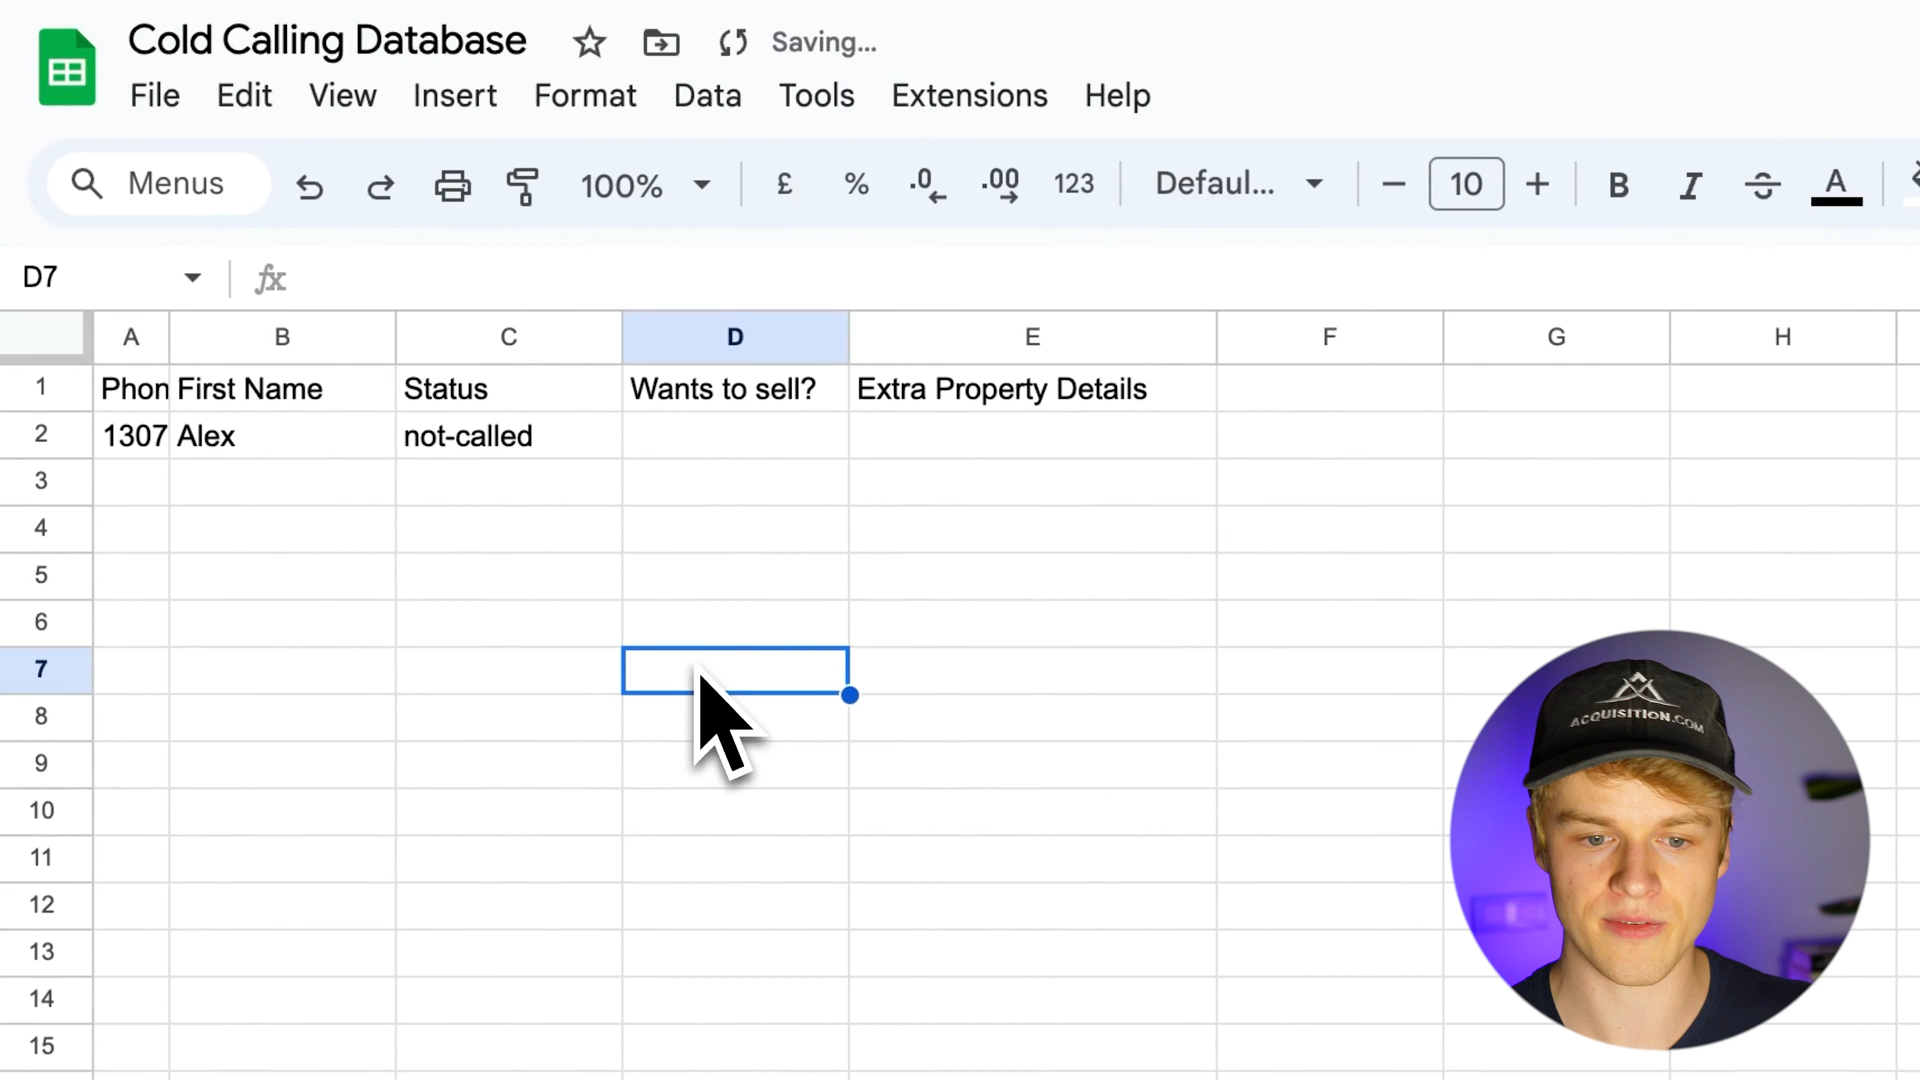 Cold Calling Database
Saving...
File Edit View Insert Format Data Tools Extensions Help
Menus 100% £ % .0 .00 123 Defaul... 10 B I A
D7 fx
A B C D E F G H
1 Phon First Name Status Wants to sell? Extra Property Details
2 1307 Alex not-called
3
4
5
6
7
8
9
10
11
12
13
14
15
ACQUISITION.COM